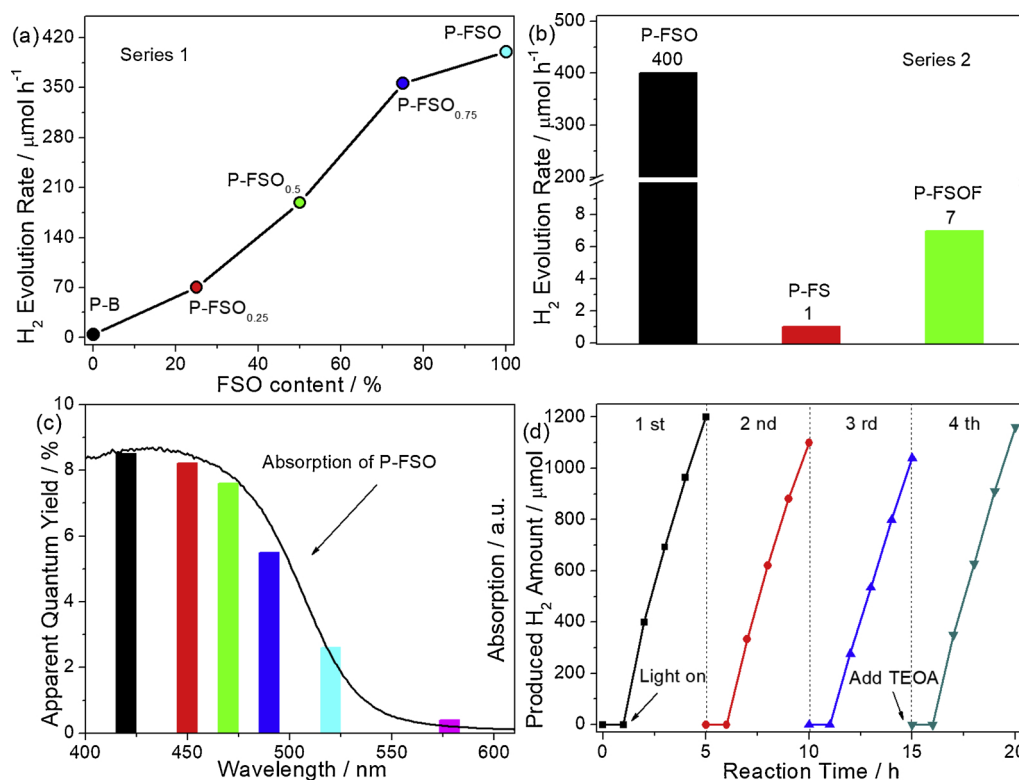 (a)
Series 1
P-B
P-FSO0.25
P-FSO0.5
P-FSO0.75
P-FSO
420
350
280
210
140
70
0
0 20 40 60 80 100
H2 Evolution Rate / μmol h-1
FSO content / %
(b)
Series 2
P-FSO
400
P-FS
1
P-FSOF
7
500
400
300
200
8
6
4
2
0
H2 Evolution Rate / μmol h-1
(c)
Absorption of P-FSO
10
8
6
4
2
0
400 450 500 550 600
Apparent Quantum Yield / %
Absorption / a.u.
Wavelength / nm
(d)
1 st 2 nd 3 rd 4 th
Light on
Add TEOA
1200
1000
800
600
400
200
0
0 5 10 15 20
Produced H2 Amount / μmol
Reaction Time / h